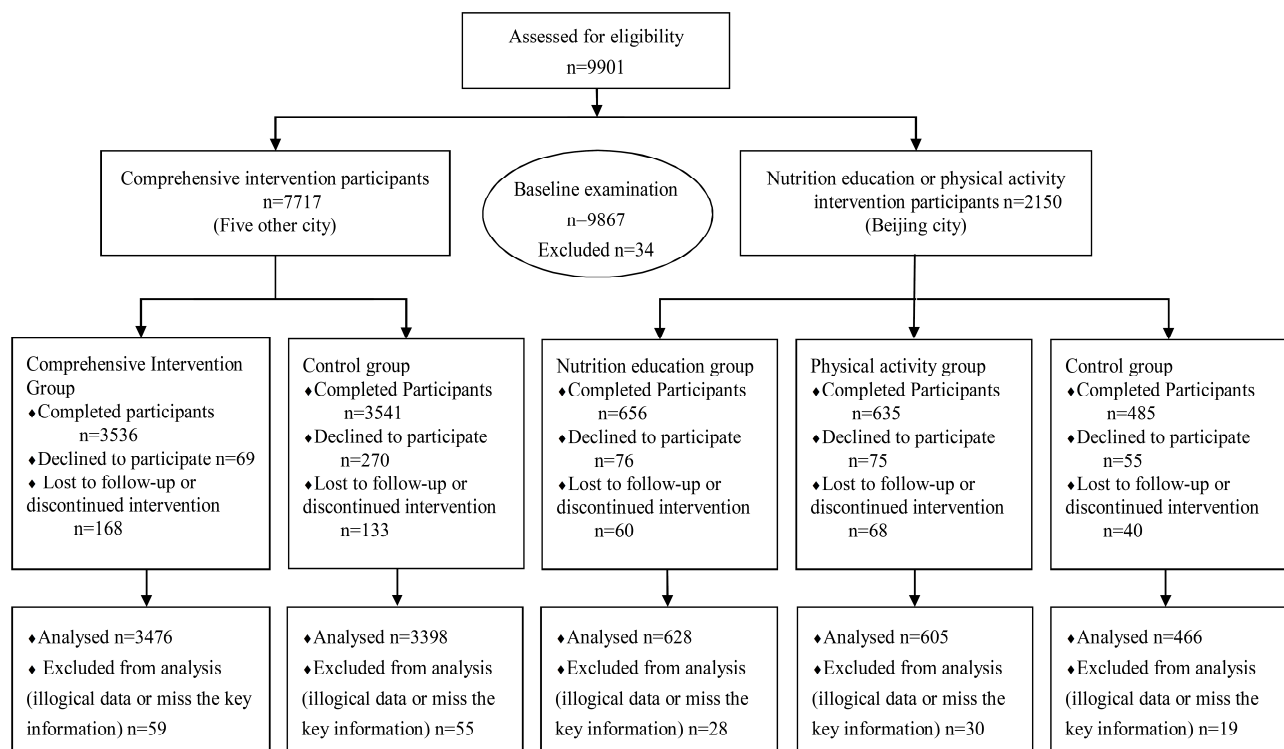 Assessed for eligibility
n=9901
Comprehensive intervention participants
n=7717
(Five other city)
Baseline examination
n=9867
Excluded n=34
Nutrition education or physical activity
intervention participants n=2150
(Beijing city)
Comprehensive Intervention
Group
♦Completed participants
n=3536
♦Declined to participate n=69
♦ Lost to follow-up or
discontinued intervention
n=168
Control group
♦Completed Participants
n=3541
♦Declined to participate
n=270
♦Lost to follow-up or
discontinued intervention
n=133
Nutrition education group
♦Completed Participants
n=656
♦Declined to participate
n=76
♦Lost to follow-up or
discontinued intervention
n=60
Physical activity group
♦Completed Participants
n=635
♦Declined to participate
n=75
♦Lost to follow-up or
discontinued intervention
n=68
Control group
♦Completed Participants
n=485
♦Declined to participate
n=55
♦Lost to follow-up or
discontinued intervention
n=40
♦Analysed n=3476
♦ Excluded from analysis
(illogical data or miss the key
information) n=59
♦Analysed n=3398
♦Excluded from analysis
(illogical data or miss the
key information) n=55
♦Analysed n=628
♦Excluded from analysis
(illogical data or miss the
key information) n=28
♦Analysed n=605
♦Excluded from analysis
(illogical data or miss the
key information) n=30
♦Analysed n=466
♦Excluded from analysis
(illogical data or miss the
key information) n=19